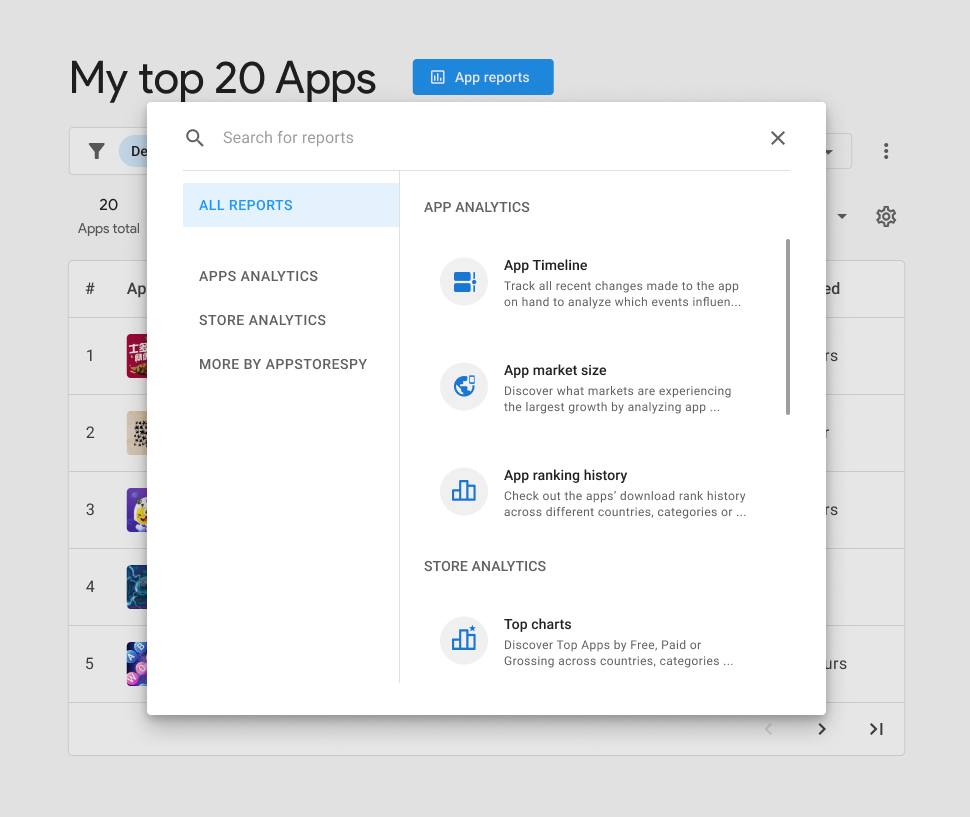 My top 20 Apps
App reports
Search for reports
De
20
Apps total
ALL REPORTS
APPS ANALYTICS
STORE ANALYTICS
MORE BY APPSTORESPY
APP ANALYTICS
App Timeline
Track all recent changes made to the app
on hand to analyze which events influen...
App market size
Discover what markets are experiencing
the largest growth by analyzing app ...
App ranking history
Check out the apps’ download rank history
across different countries, categories or ...
STORE ANALYTICS
Top charts
Discover Top Apps by Free, Paid or
Grossing across countries, categories ...
# Ap ed
1 rs
2 r
3 rs
4
5 urs